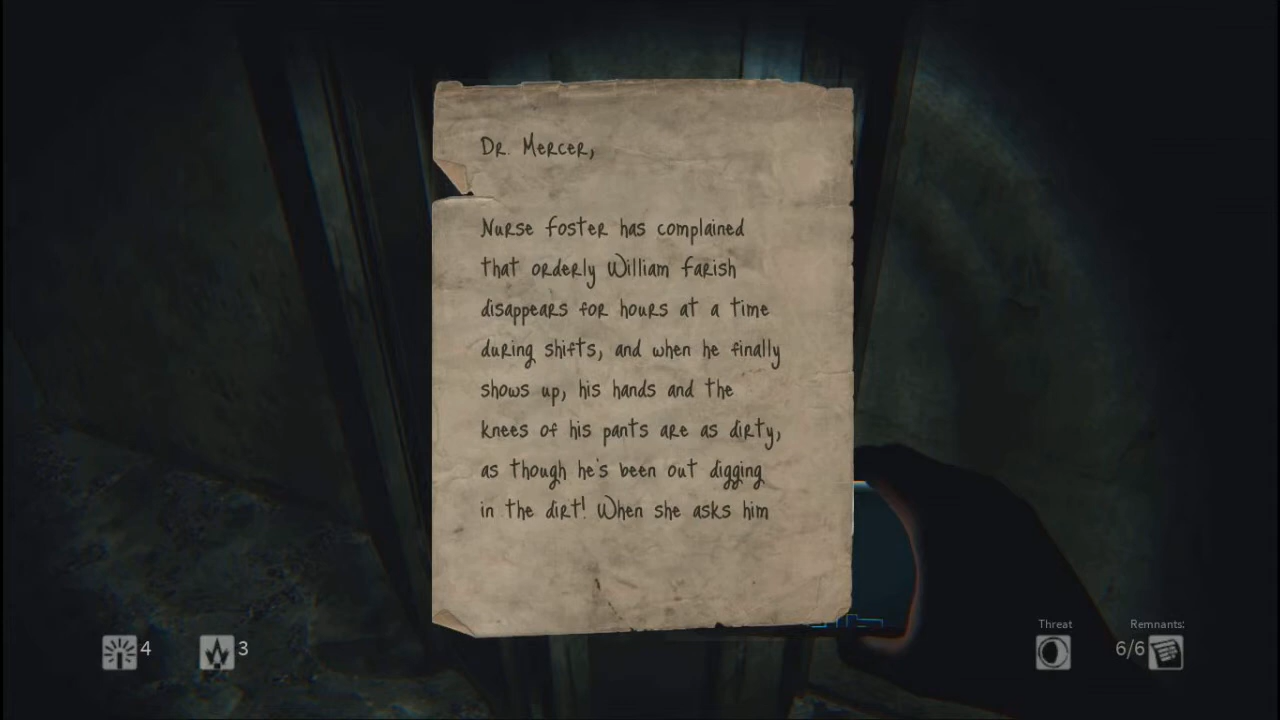 Dr. Mercer,
Nurse Foster has complained
that orderly William Farish
disappears for hours at a time
during shifts, and when he finally
shows up, his hands and the
knees of his pants are as dirty,
as though he's been out digging
in the dirt! When she asks him
4
3
Threat
Remnants:
6/6